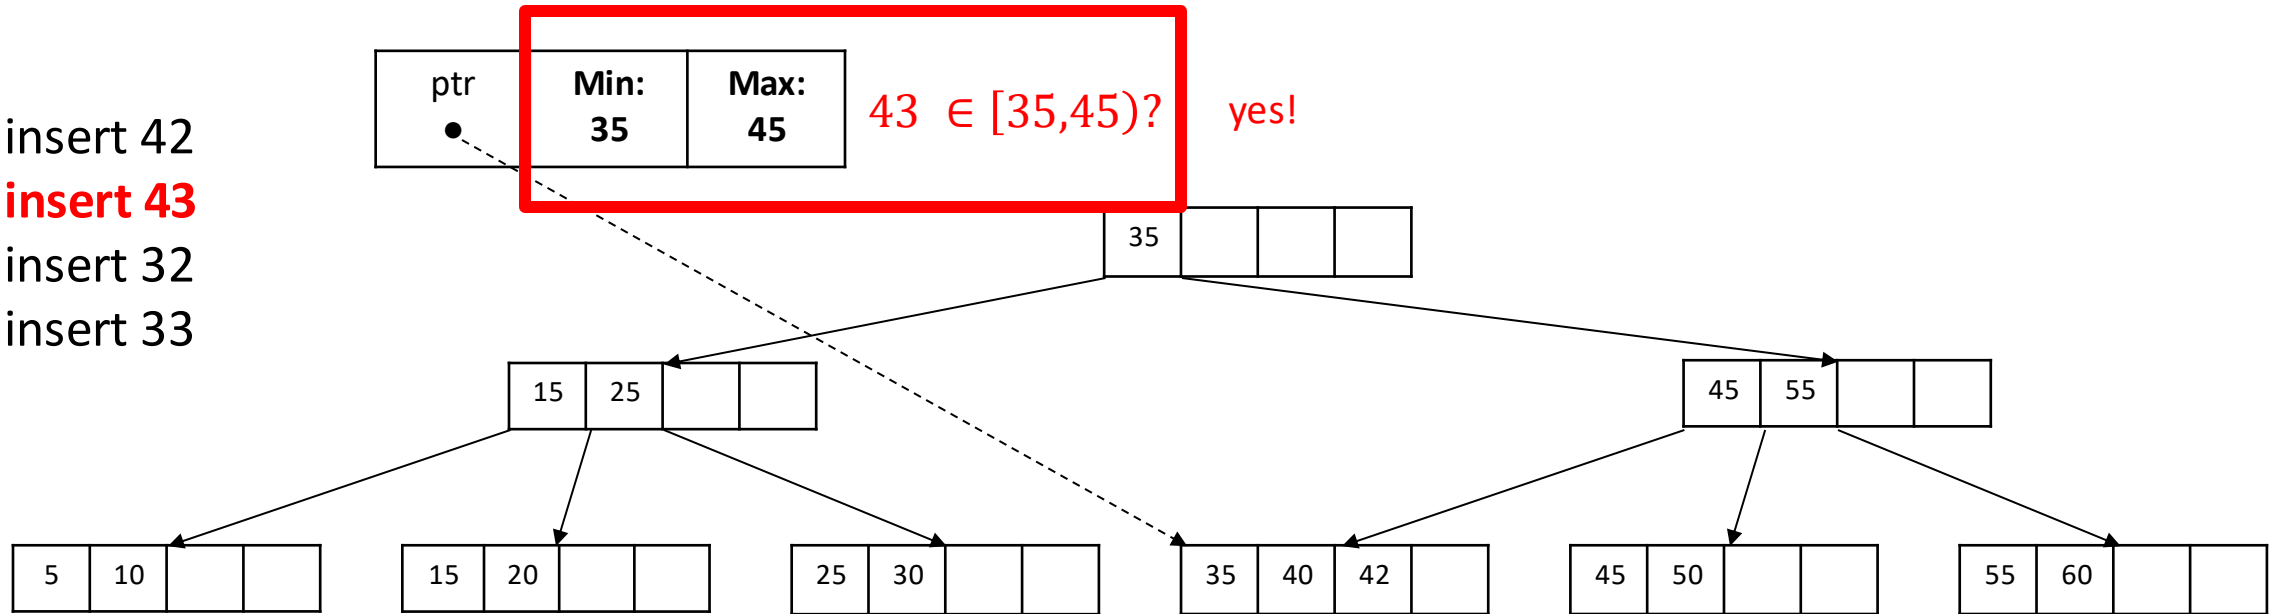 insert 42
insert 43
insert 32
insert 33
ptr
Min:
35
Max:
45
43 ∈ [35,45)?
yes!
35
15 25
45 55
5 10
15 20
25 30
35 40 42
45 50
55 60